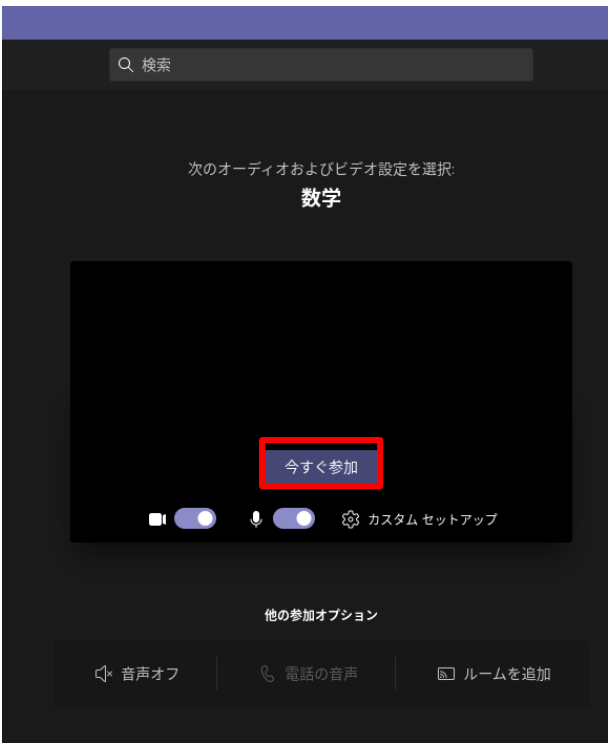 検索
次のオーディオおよびビデオ設定を選択:
数学
今すぐ参加
カスタム セットアップ
他の参加オプション
音声オフ
電話の音声
ルームを追加